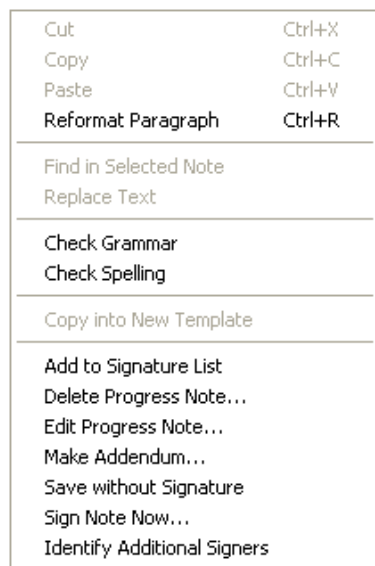 Cut Ctrl+X
Copy Ctrl+C
Paste Ctrl+V
Reformat Paragraph Ctrl+R
Find in Selected Note
Replace Text
Check Grammar
Check Spelling
Copy into New Template
Add to Signature List
Delete Progress Note...
Edit Progress Note...
Make Addendum...
Save without Signature
Sign Note Now...
Identify Additional Signers